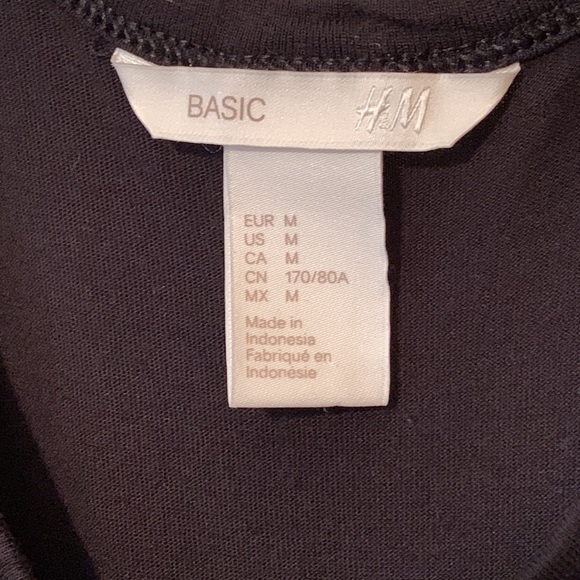 BASIC H&M
EUR M
US M
CA M
CN 170/80A
MX M
Made in
Indonesia
Fabriqué en
Indonésie